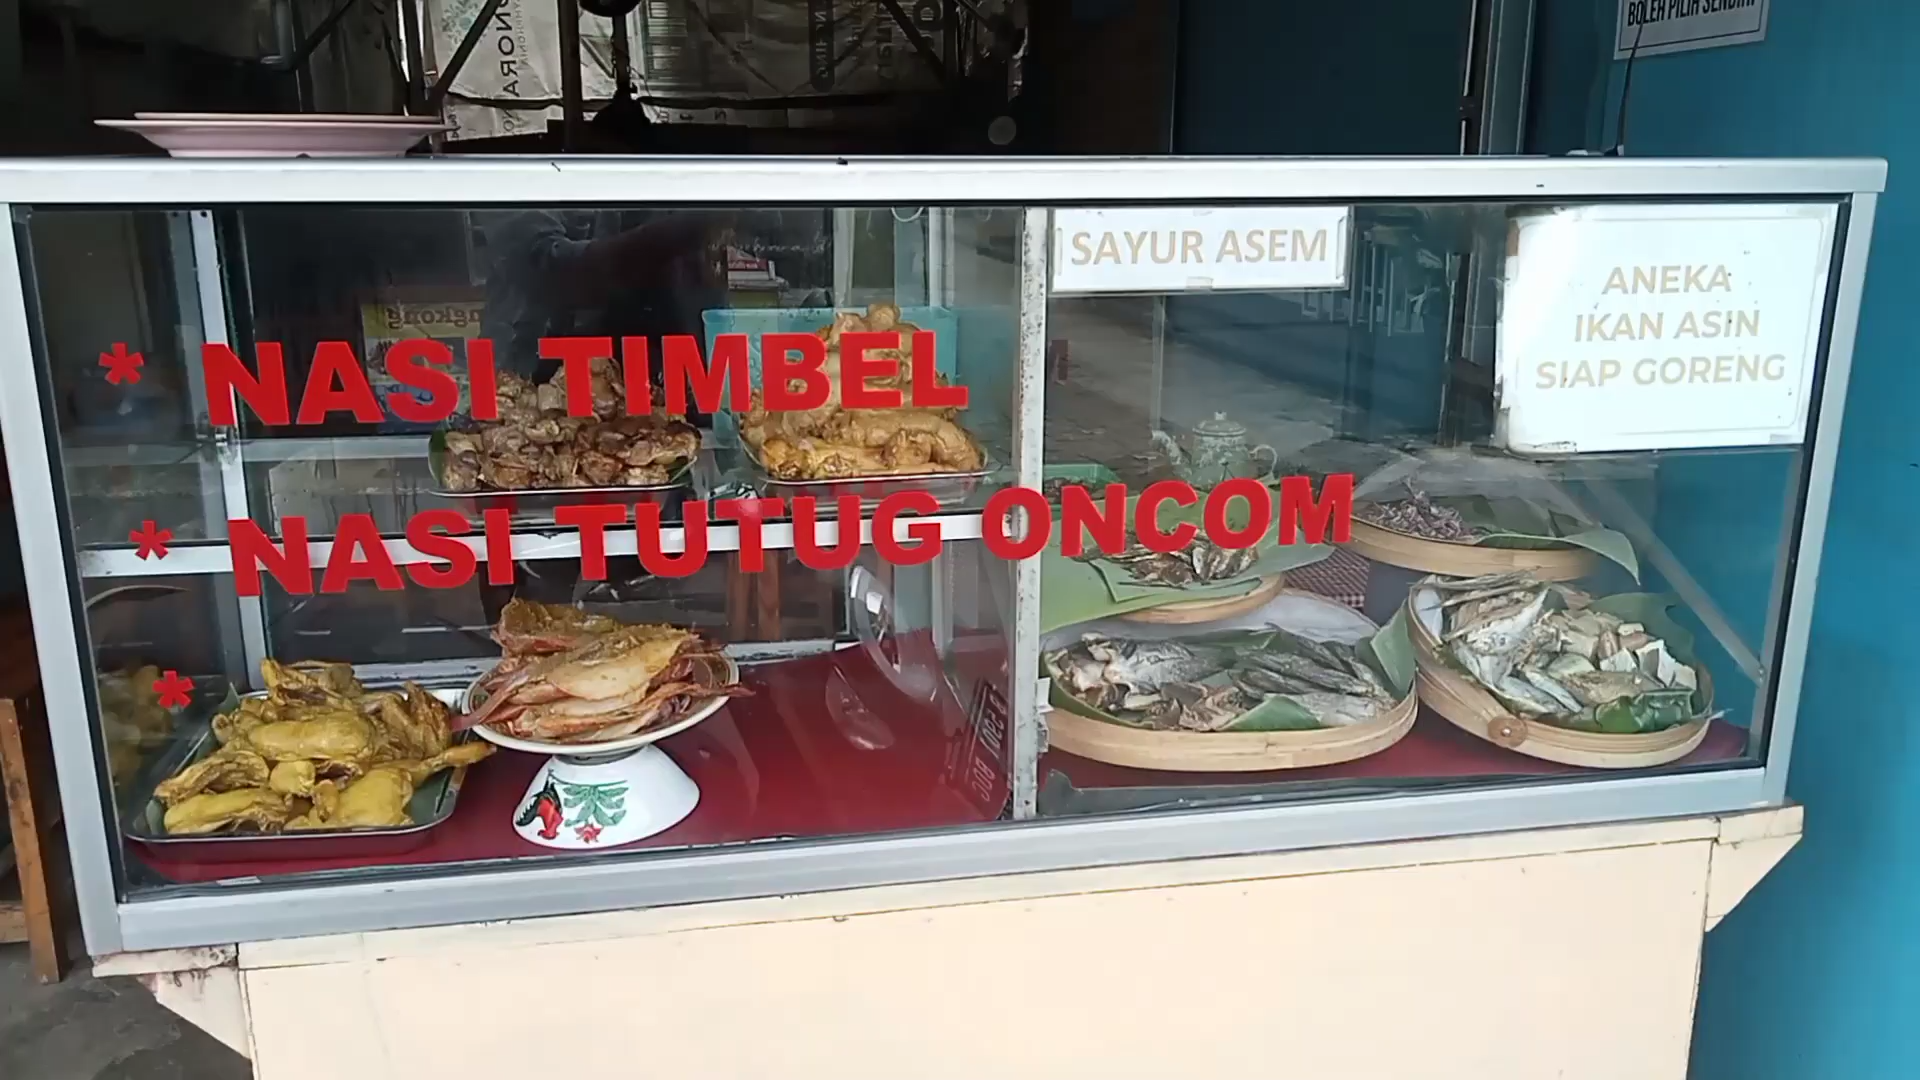 BOLEH PILIH SENDIRI
SAYUR ASEM
ANEKA
IKAN ASIN
SIAP GORENG
* NASI TIMBEL
* NASI TUTUG ONCOM
*